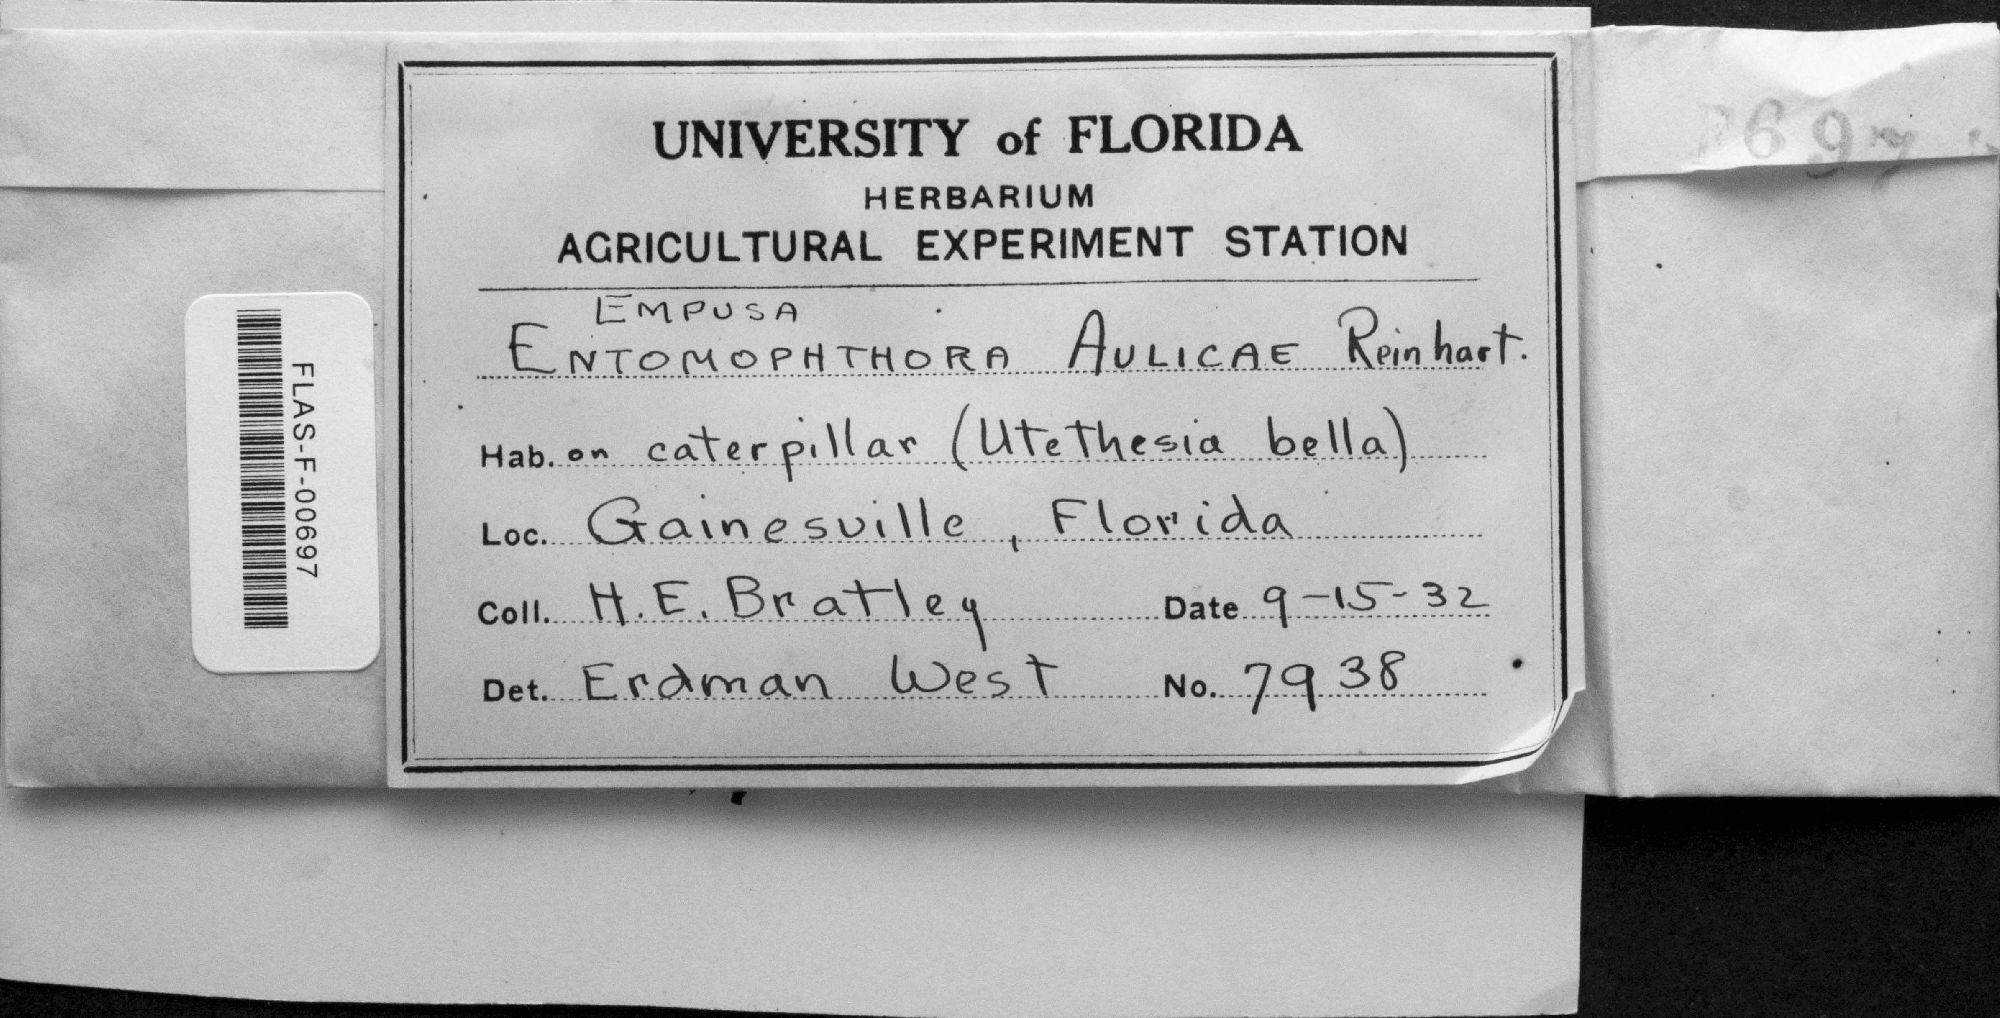 UNIVERSITY of FLORIDA
HERBARIUM
AGRICULTURAL EXPERIMENT STATION
EMPUSA
ENTOMOPHTHORA AULICAE Reinhart.
Hab. on caterpillar (Utethesia bella)
Loc. Gainesville, Florida
Coll. H.E. Bratley Date 9-15-32
Det. Erdman West No. 7938
FLAS-F-00697